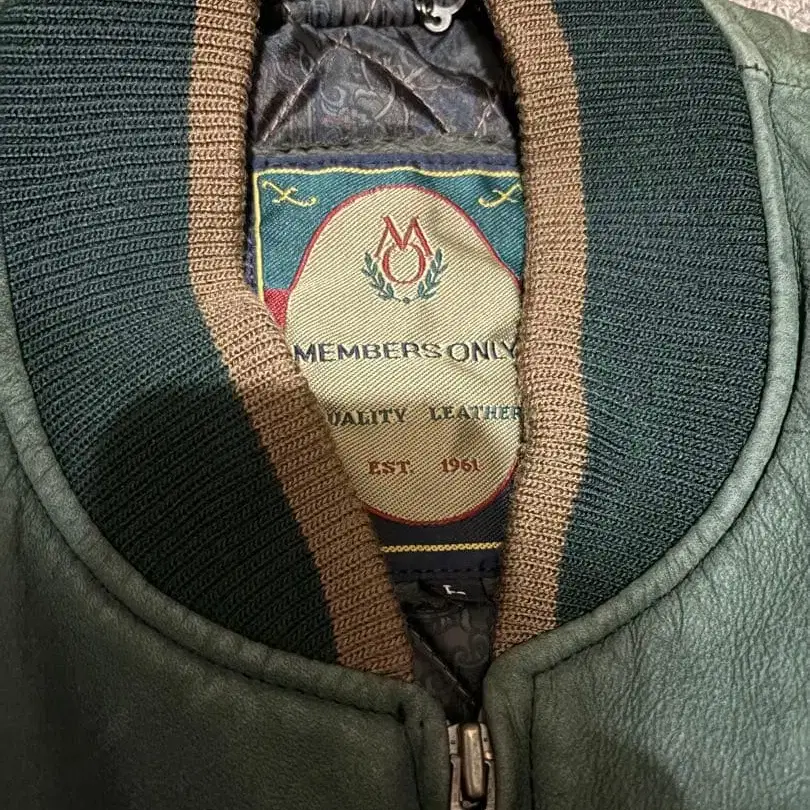 MO
MEMBERS ONLY
UALITY LEATHER
EST. 1961
L